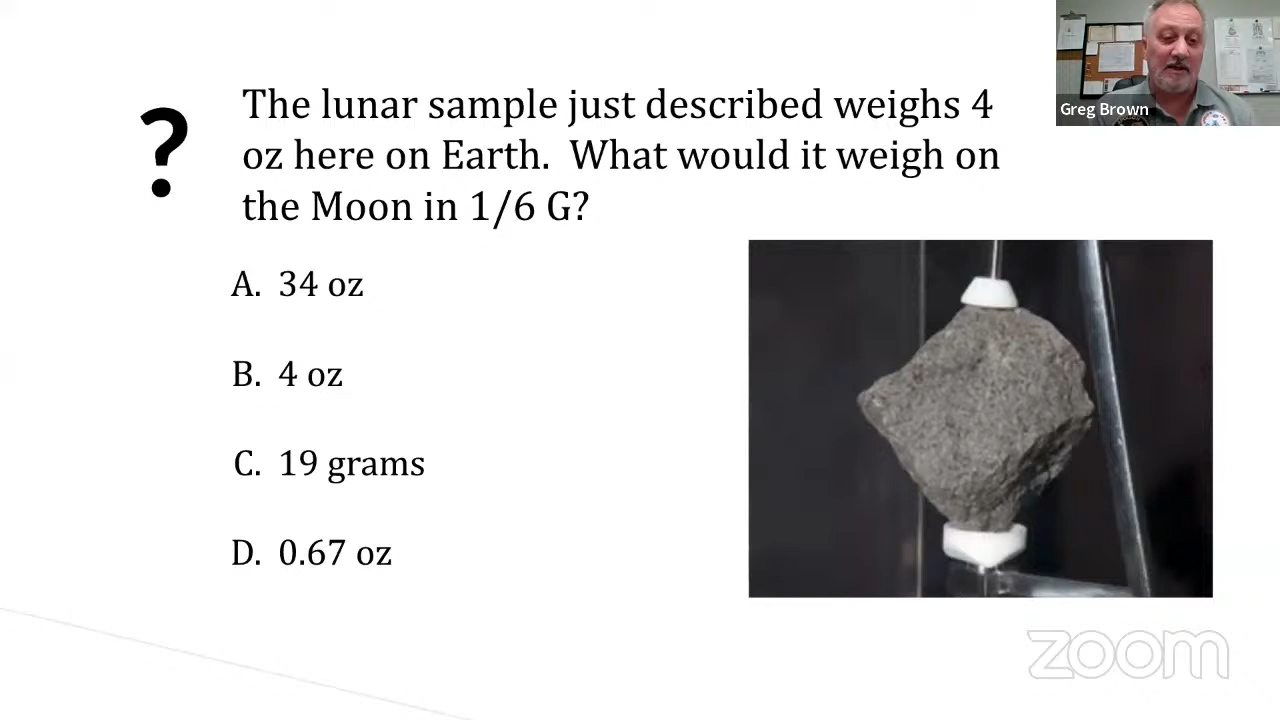 Greg Brown
?
The lunar sample just described weighs 4
oz here on Earth.  What would it weigh on
the Moon in 1/6 G?
A. 34 oz
B. 4 oz
C. 19 grams
D. 0.67 oz
zoom